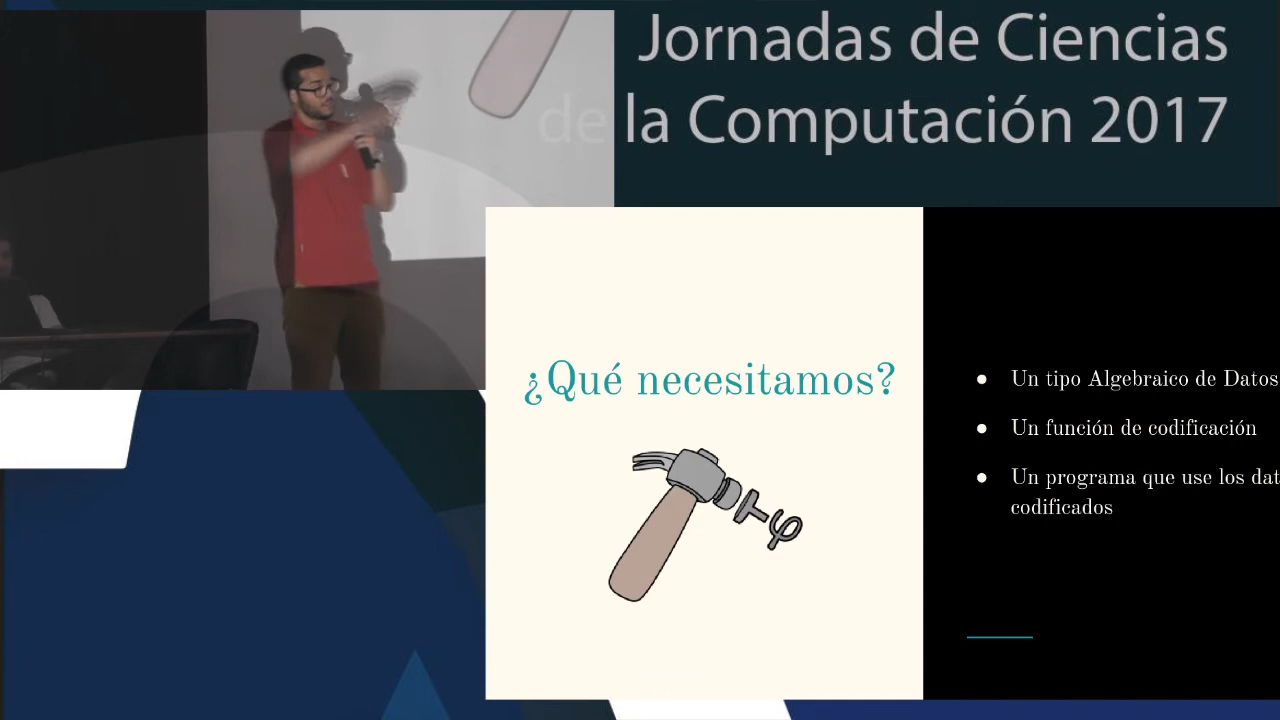 Jornadas de Ciencias
de la Computación 2017
¿Qué necesitamos?
● Un tipo Algebraico de Datos
● Un función de codificación
● Un programa que use los dat
codificados